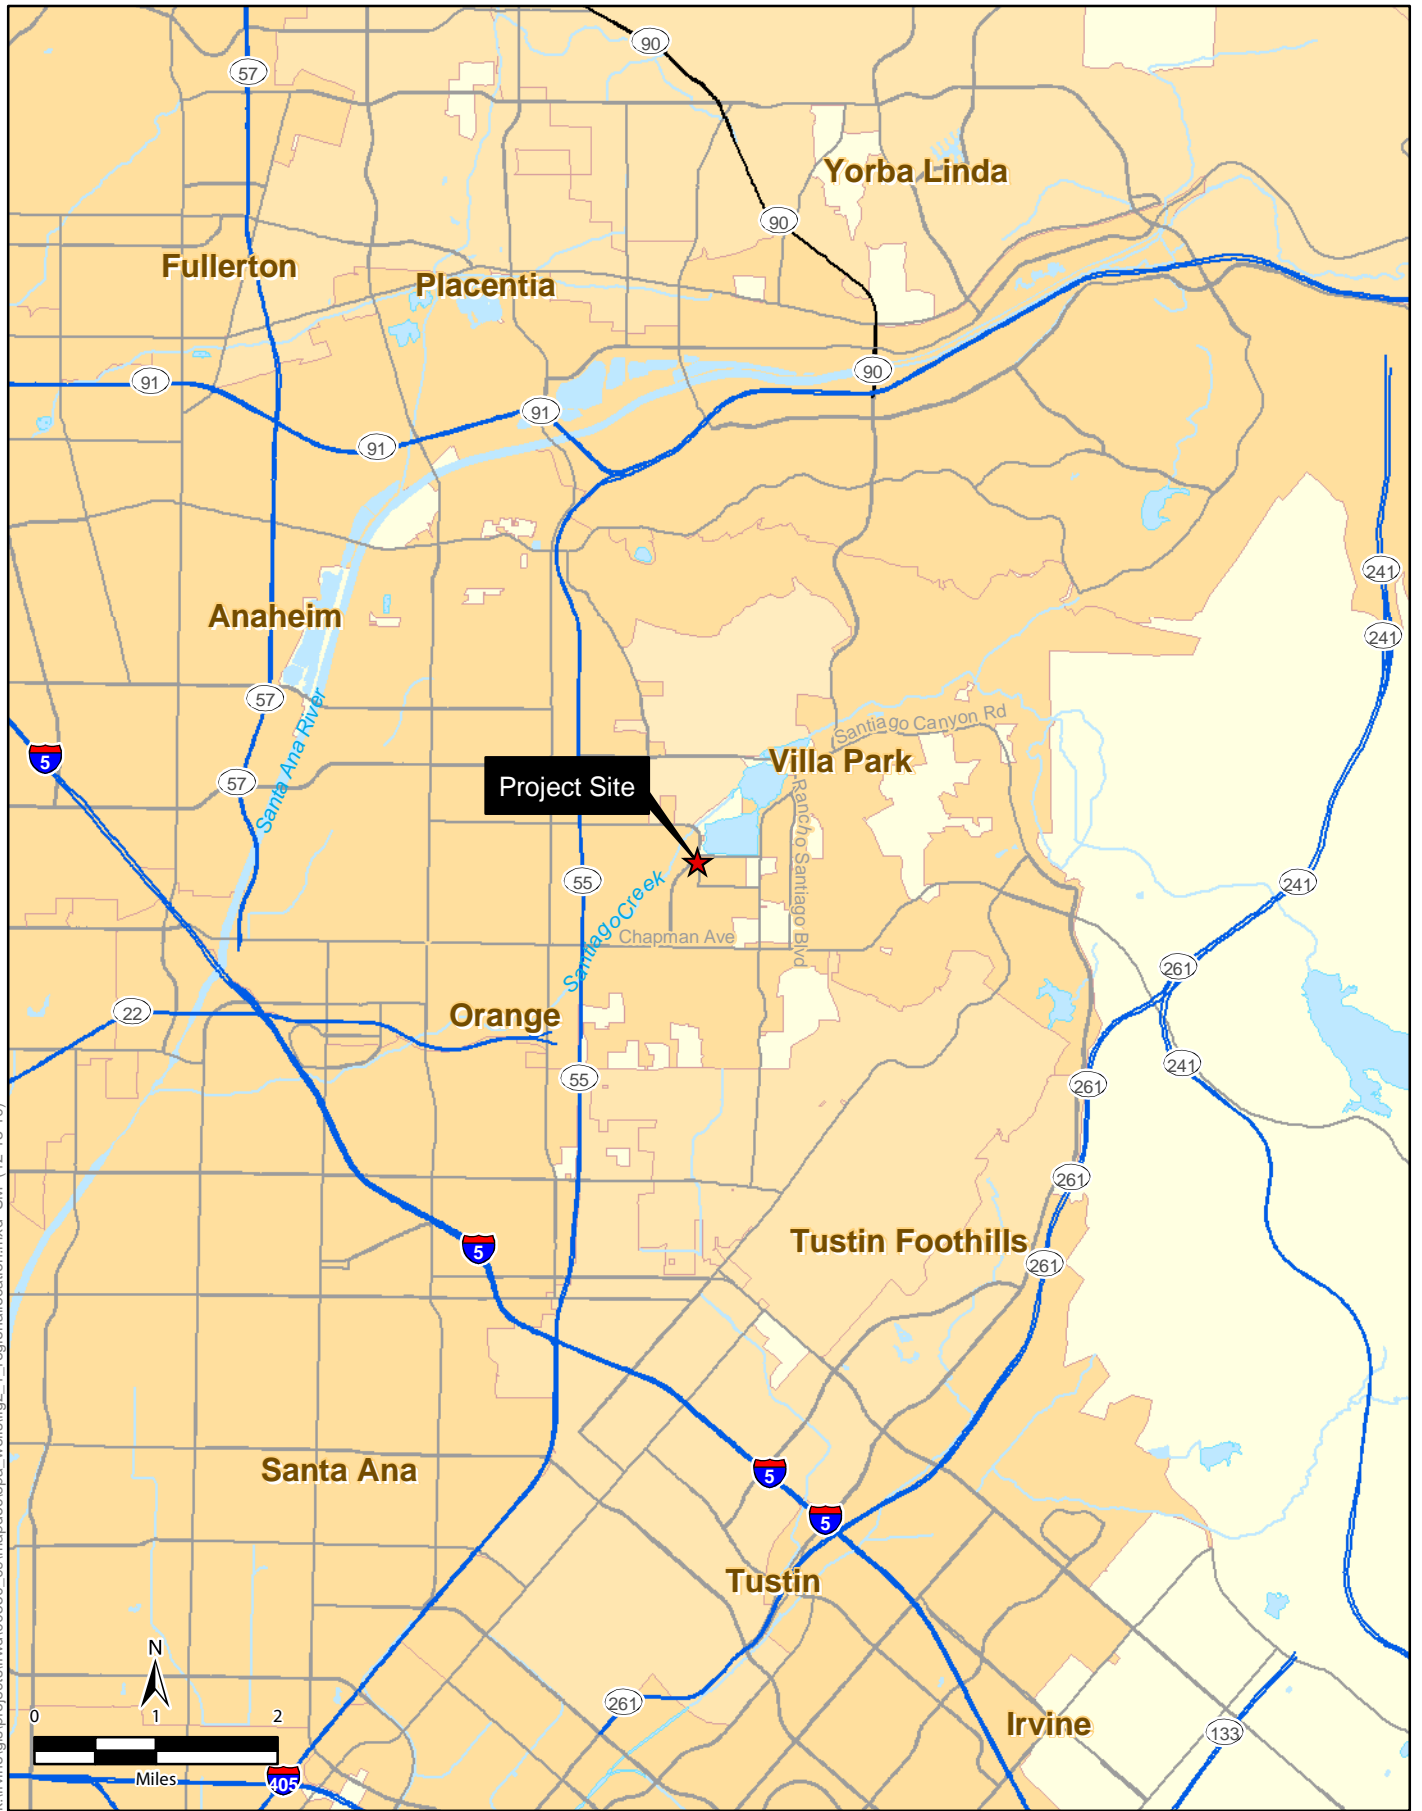 90
57
Yorba Linda
90
Fullerton
Placentia
91
90
91
91
241
Anaheim
241
57
Santa Ana River
Santiago Canyon Rd
5
Villa Park
57
Project Site
Rancho Santiago Blvd
55
241
Santiago Creek
Chapman Ave
261
22
Orange
241
55
261
261
5
Tustin Foothills
261
Santa Ana
5
5
Tustin
N
261
0 1 2
Irvine
133
Miles
405